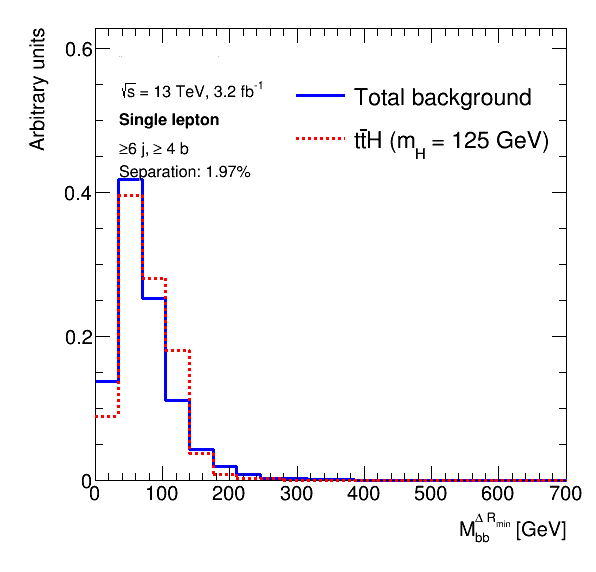 Arbitrary units
0.6
0.4
0.2
0
√s = 13 TeV, 3.2 fb⁻¹
Single lepton
≥6 j, ≥ 4 b
Separation: 1.97%
Total background
tt̄H (m_H = 125 GeV)
0 100 200 300 400 500 600 700
M_bb^Δ R_min [GeV]